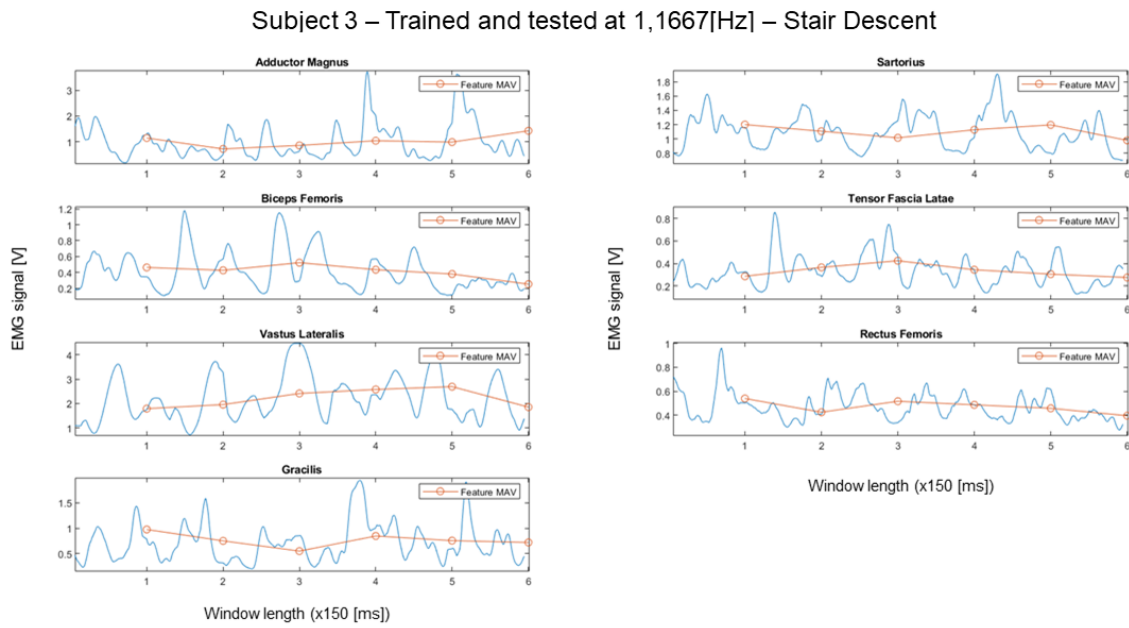 Subject 3 – Trained and tested at 1,1667[Hz] – Stair Descent
EMG signal [V]
Adductor Magnus
Feature MAV
3
2
1
1 2 3 4 5 6
Biceps Femoris
Feature MAV
1.2
1
0.8
0.6
0.4
0.2
1 2 3 4 5 6
Vastus Lateralis
Feature MAV
4
3
2
1
1 2 3 4 5 6
Gracilis
Feature MAV
1.5
1
0.5
1 2 3 4 5 6
Window length (x150 [ms])
EMG signal [V]
Sartorius
Feature MAV
1.8
1.6
1.4
1.2
1
0.8
1 2 3 4 5 6
Tensor Fascia Latae
Feature MAV
0.8
0.6
0.4
0.2
1 2 3 4 5 6
Rectus Femoris
Feature MAV
1
0.8
0.6
0.4
1 2 3 4 5 6
Window length (x150 [ms])